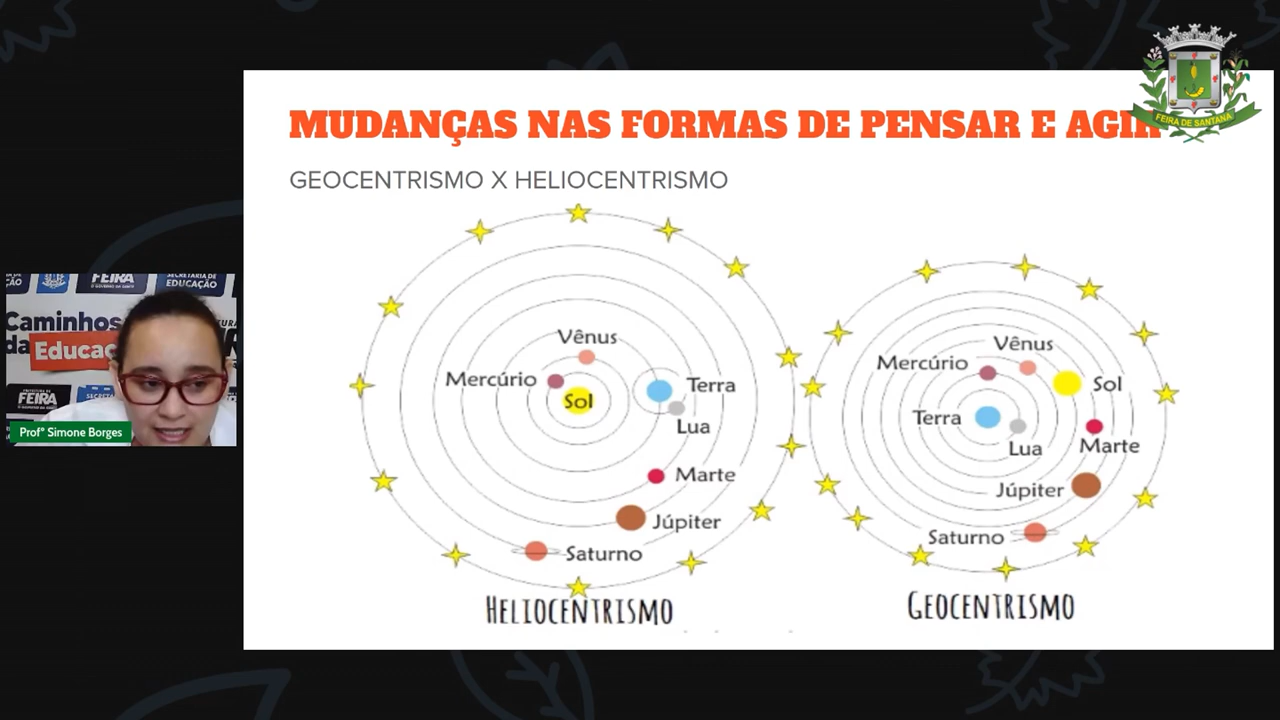 MUDANÇAS NAS FORMAS DE PENSAR E AGIR
FEIRA DE SANTANA
GEOCENTRISMO X HELIOCENTRISMO
Vênus
Mercúrio
Sol
Terra
Lua
Marte
Júpiter
Saturno
HELIOCENTRISMO
Vênus
Mercúrio
Sol
Terra
Lua
Marte
Júpiter
Saturno
GEOCENTRISMO
FEIRA
SECRETARIA DE
EDUCAÇÃO
Caminhos
da Educaç
FEIRA
Profª Simone Borges